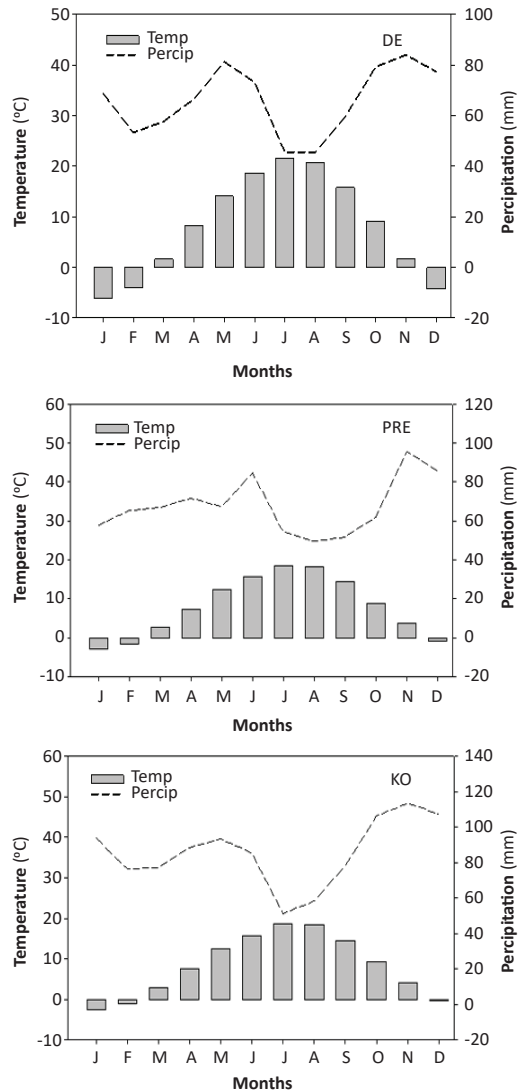 50
100
Temp
Percip
DE
40
80
30
60
20
40
10
20
0
0
-10
-20
Temperature (°C)
Percipitation (mm)
J F M A M J J A S O N D
Months
60
120
Temp
Percip
PRE
50
100
40
80
30
60
20
40
10
20
0
0
-10
-20
Temperature (°C)
Percipitation (mm)
J F M A M J J A S O N D
Months
60
140
Temp
Percip
KO
50
120
40
100
30
80
20
60
10
40
0
20
-10
0
-20
Temperature (°C)
Percipitation (mm)
J F M A M J J A S O N D
Months